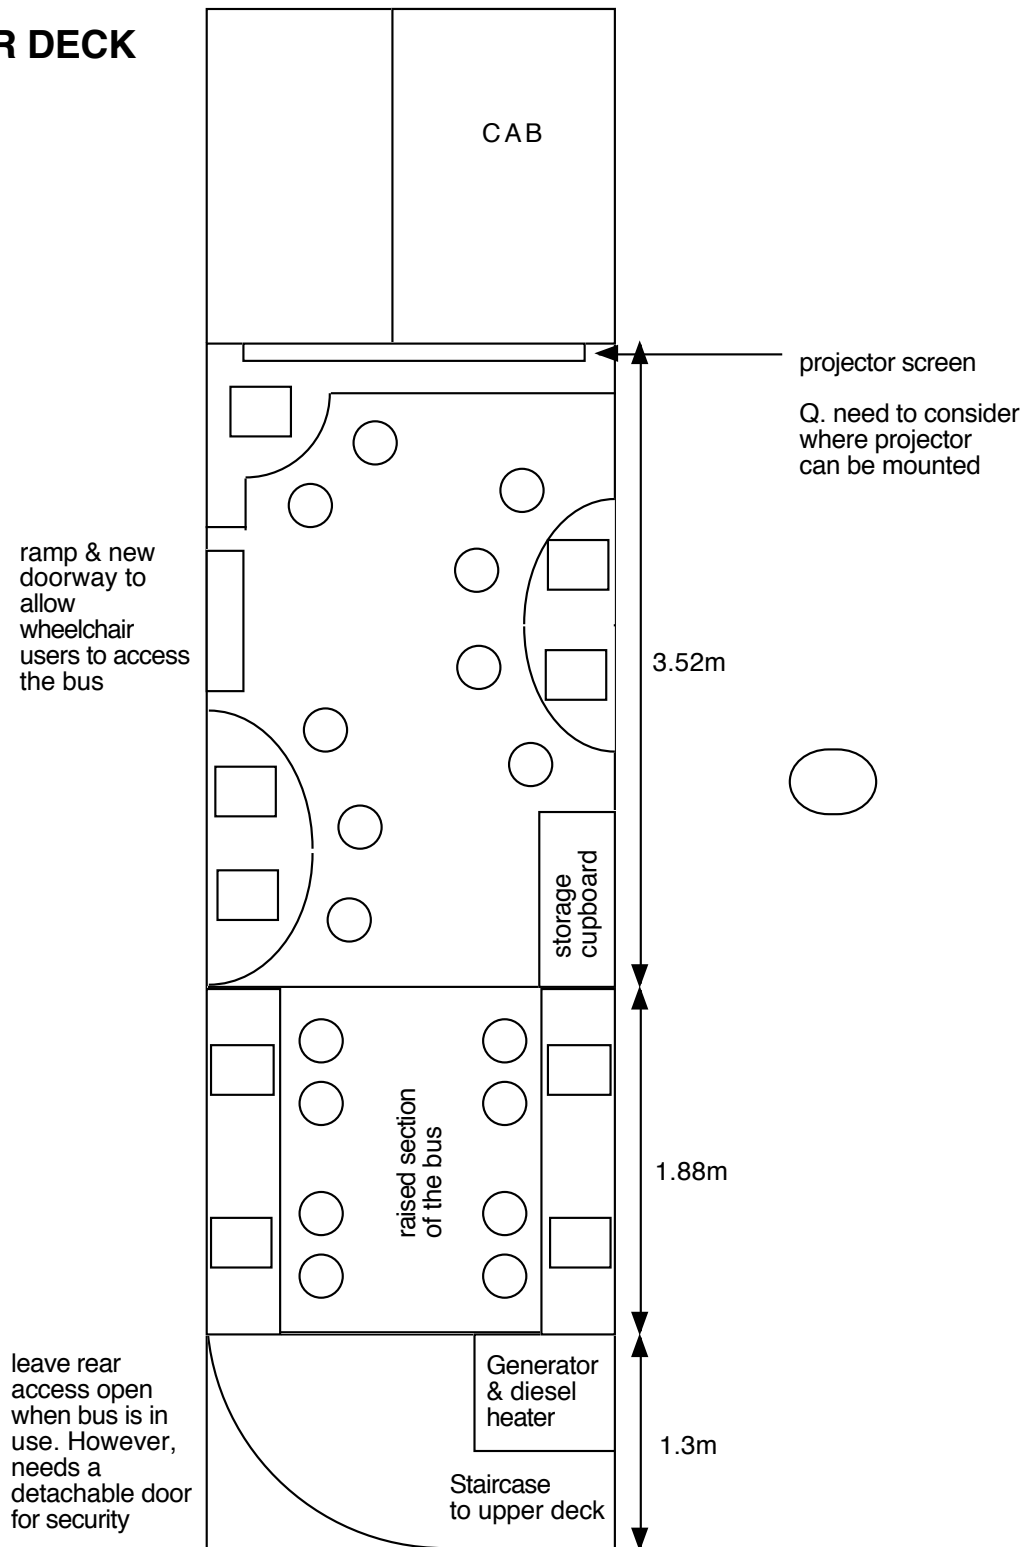 R DECK
CAB
projector screen
Q. need to consider
where projector
can be mounted
ramp & new
doorway to
allow
wheelchair
users to access
the bus
3.52m
storage
cupboard
raised section
of the bus
1.88m
leave rear
access open
when bus is in
use. However,
needs a
detachable door
for security
Generator
& diesel
heater
1.3m
Staircase
to upper deck